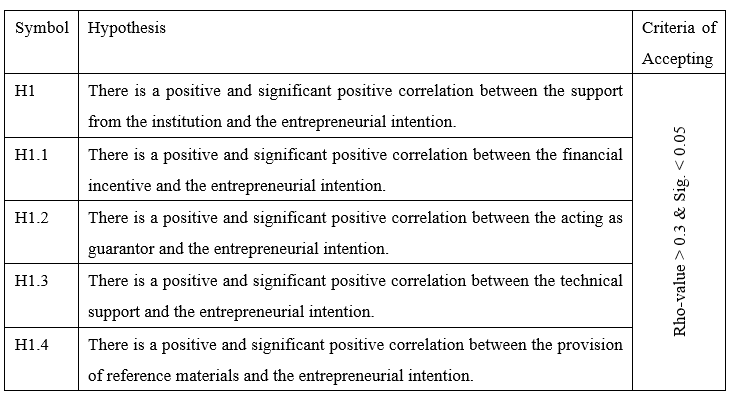 Symbol Hypothesis Criteria of
Accepting
H1 There is a positive and significant positive correlation between the support
from the institution and the entrepreneurial intention.
H1.1 There is a positive and significant positive correlation between the financial
incentive and the entrepreneurial intention.
H1.2 There is a positive and significant positive correlation between the acting as
guarantor and the entrepreneurial intention.
H1.3 There is a positive and significant positive correlation between the technical
support and the entrepreneurial intention.
H1.4 There is a positive and significant positive correlation between the provision
of reference materials and the entrepreneurial intention.
Rho-value > 0.3 & Sig. < 0.05